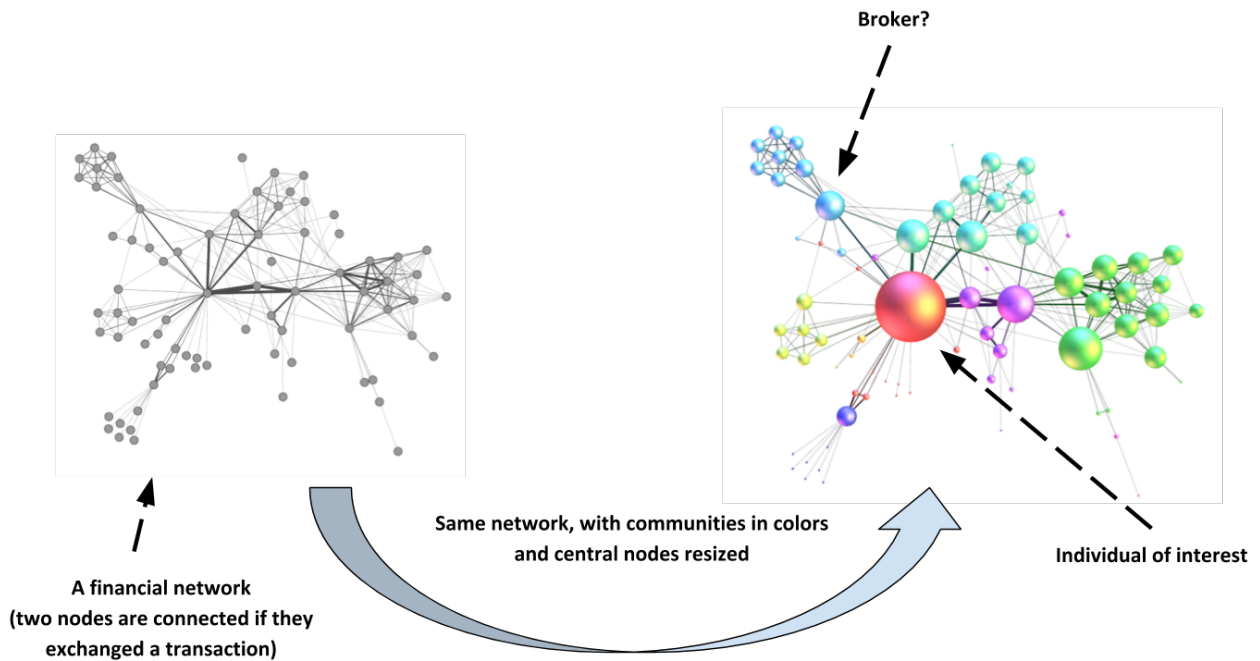 Broker?
Same network, with communities in colors
and central nodes resized
Individual of interest
A financial network
(two nodes are connected if they
exchanged a transaction)